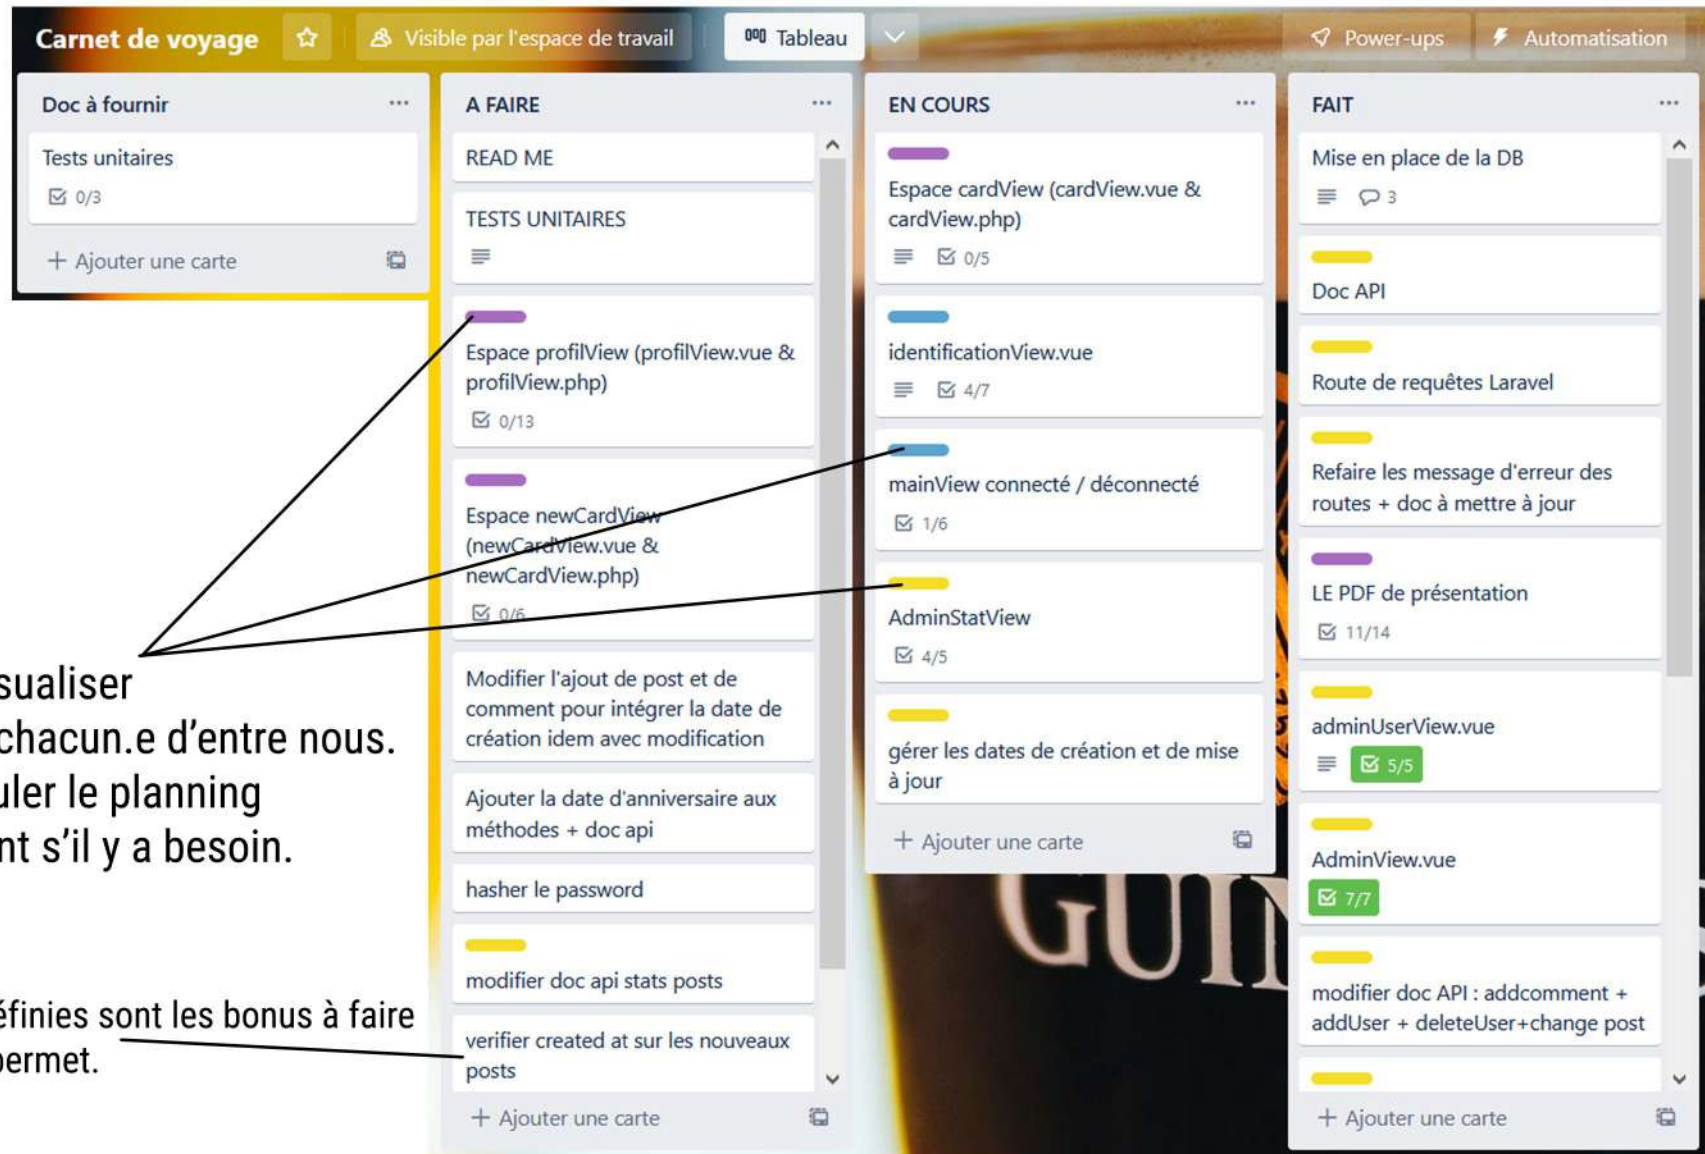 Carnet de voyage
Visible par l'espace de travail
Tableau
Power-ups
Automatisation
Doc à fournir
Tests unitaires
0/3
+ Ajouter une carte
A FAIRE
READ ME
TESTS UNITAIRES
Espace profilView (profilView.vue &
profilView.php)
0/13
Espace newCardView
(newCardView.vue &
newCardView.php)
0/6
Modifier l'ajout de post et de
comment pour intégrer la date de
création idem avec modification
Ajouter la date d'anniversaire aux
méthodes + doc api
hasher le password
modifier doc api stats posts
verifier created at sur les nouveaux
posts
+ Ajouter une carte
EN COURS
Espace cardView (cardView.vue &
cardView.php)
0/5
identificationView.vue
4/7
mainView connecté / déconnecté
1/6
AdminStatView
4/5
gérer les dates de création et de mise
à jour
+ Ajouter une carte
FAIT
Mise en place de la DB
3
Doc API
Route de requêtes Laravel
Refaire les message d'erreur des
routes + doc à mettre à jour
LE PDF de présentation
11/14
adminUserView.vue
5/5
AdminView.vue
7/7
modifier doc API : addcomment +
addUser + deleteUser+change post
+ Ajouter une carte
sualiser
chacun.e d'entre nous.
uler le planning
nt s'il y a besoin.
éfinies sont les bonus à faire
permet.
GUIN